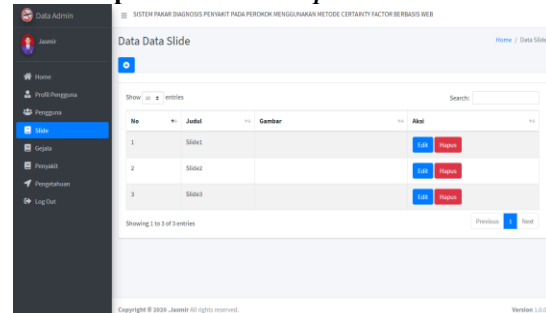 Data Admin
SISTEM PAKAR DIAGNOSIS PENYAKIT PADA PEROKOK MENGGUNAKAN METODE CERTAINTY FACTOR BERBASIS WEB
Jasmir
Data Data Slide
Home / Data Slide
Home
Profil Pengguna
Pengguna
Slide
Gejala
Penyakit
Pengetahuan
Log Out
Show 10 entries
Search:
No Judul Gambar Aksi
1 Slide1 Edit Hapus
2 Slide2 Edit Hapus
3 Slide3 Edit Hapus
Showing 1 to 3 of 3 entries
Previous 1 Next
Copyright © 2020 .Jasmir All rights reserved.
Version 1.0.0